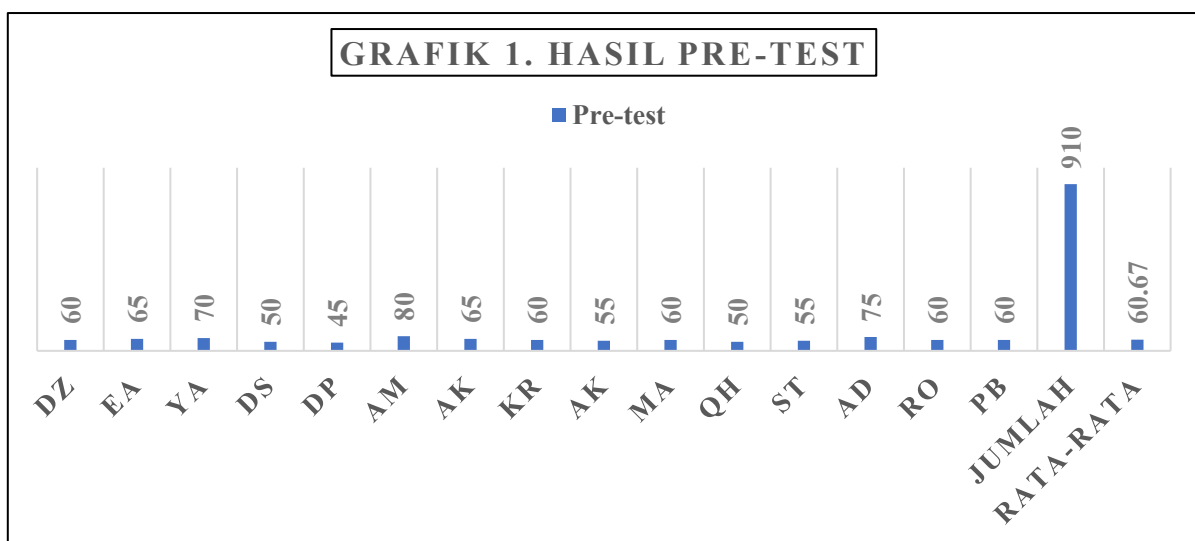 GRAFIK 1. HASIL PRE-TEST
Pre-test
60 65 70 50 45 80 65 60 55 60 50 55 75 60 60 910 60.67
DZ EA YA DS DP AM AK KR AK MA QH ST AD RO PB JUMLAH RATA-RATA